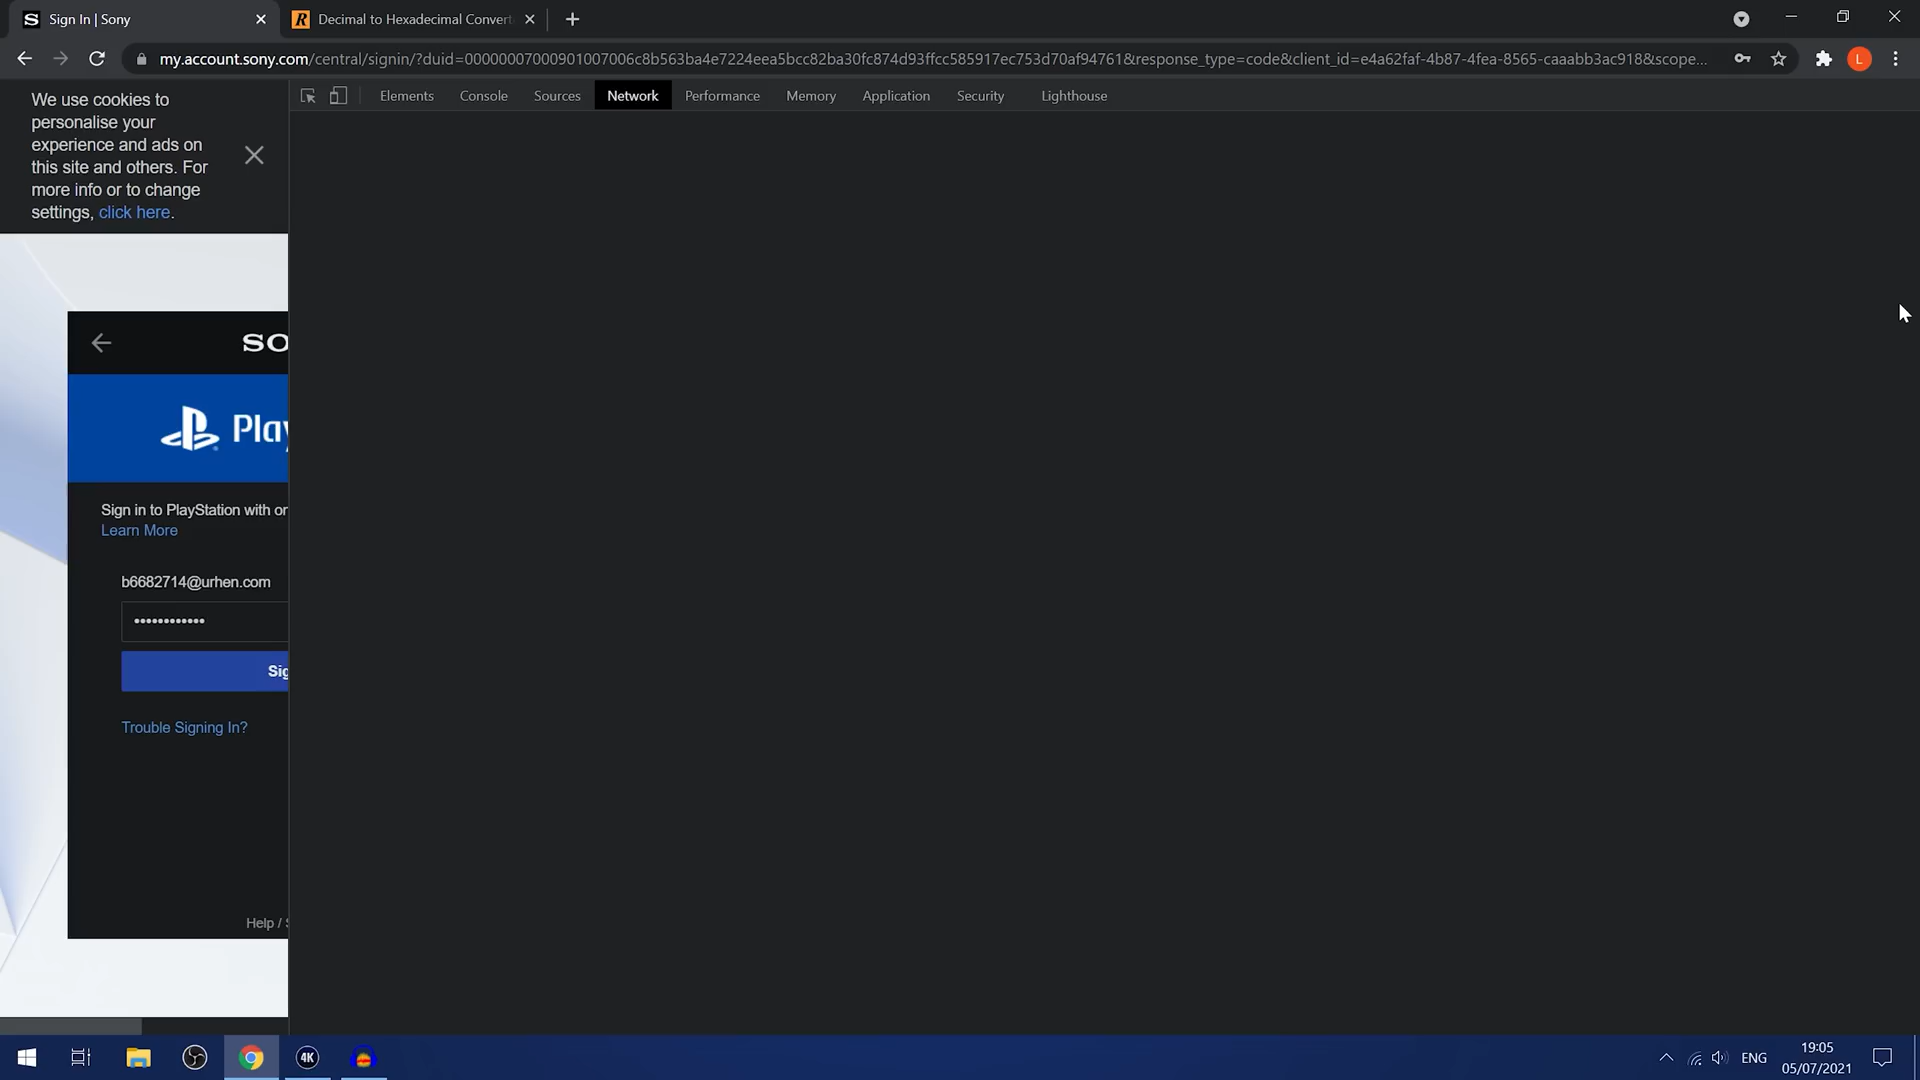 Sign In | Sony
Decimal to Hexadecimal Convert
my.account.sony.com/central/signin/?duid=00000007000901007006c8b563ba4e7224eea5bcc82ba30fc874d93ffcc585917ec753d70af94761&response_type=code&client_id=e4a62faf-4b87-4fea-8565-caaabb3ac918&scope...
L
We use cookies to
personalise your
experience and ads on
this site and others. For
more info or to change
settings, click here.
Elements Console Sources Network Performance Memory Application Security Lighthouse
SO
Play
Sign in to PlayStation with or
Learn More
b6682714@urhen.com
Sig
Trouble Signing In?
Help / S
4K
ENG
19:05
05/07/2021